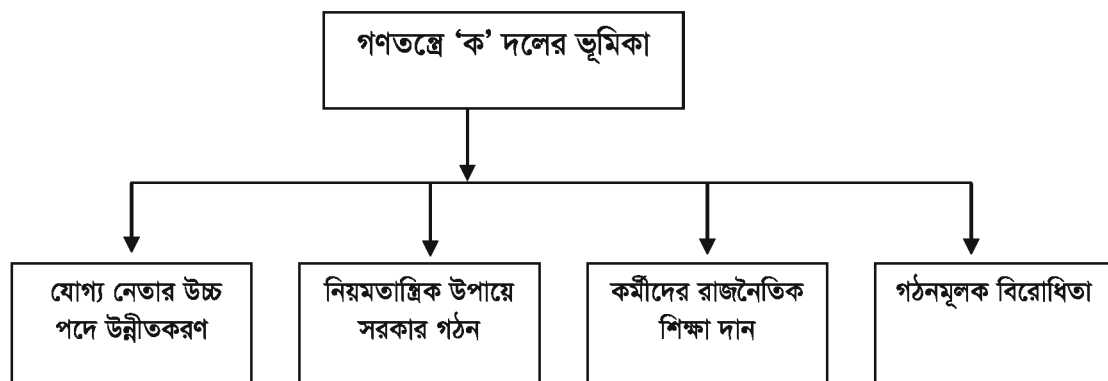 গণতন্ত্রে ‘ক’ দলের ভূমিকা
যোগ্য নেতার উচ্চ
পদে উন্নীতকরণ
নিয়মতান্ত্রিক উপায়ে
সরকার গঠন
কর্মীদের রাজনৈতিক
শিক্ষা দান
গঠনমূলক বিরোধিতা